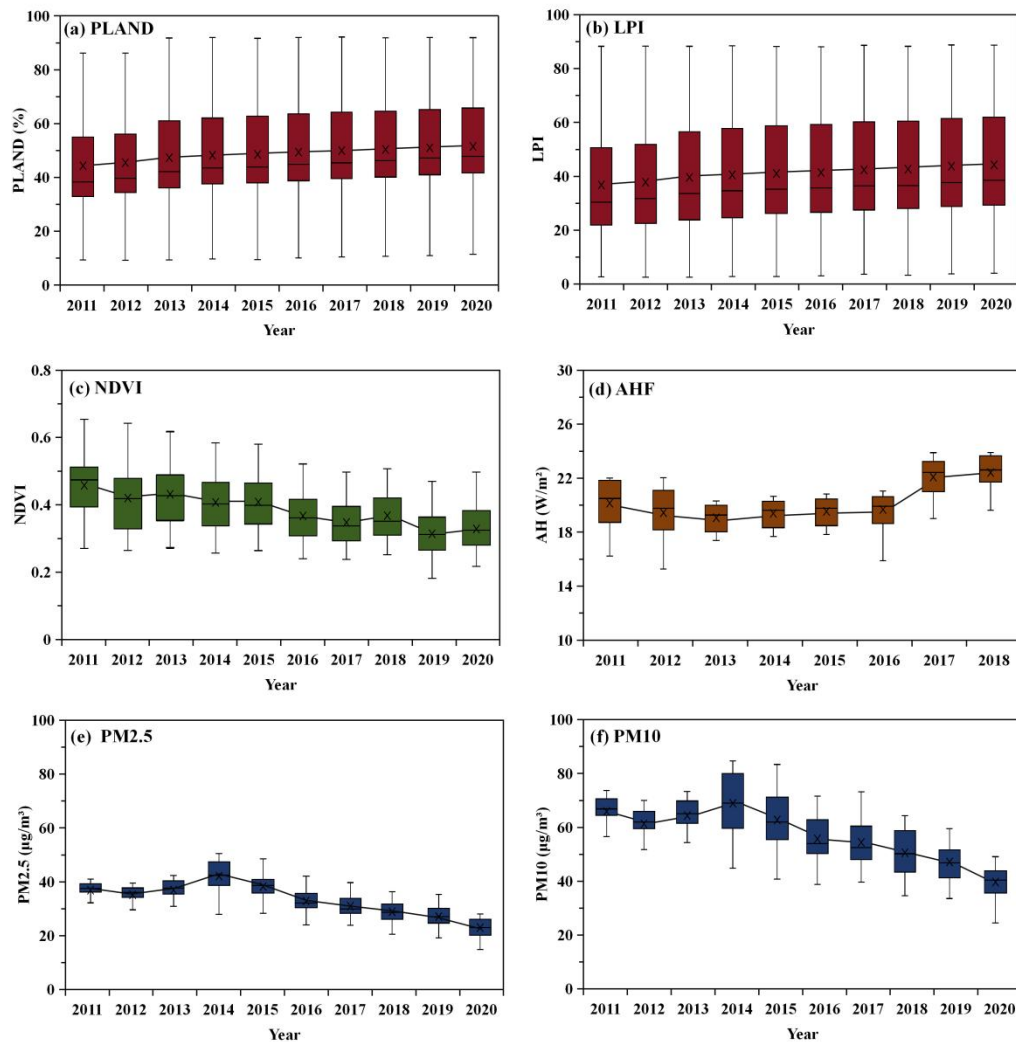 (a) PLAND
PLAND (%)
100
80
60
40
20
0
2011 2012 2013 2014 2015 2016 2017 2018 2019 2020
Year
(b) LPI
LPI
100
80
60
40
20
0
2011 2012 2013 2014 2015 2016 2017 2018 2019 2020
Year
(c) NDVI
NDVI
0.8
0.6
0.4
0.2
0
2011 2012 2013 2014 2015 2016 2017 2018 2019 2020
Year
(d) AHF
AH (W/m²)
30
26
22
18
14
10
2011 2012 2013 2014 2015 2016 2017 2018
Year
(e) PM2.5
PM2.5 (μg/m³)
100
80
60
40
20
0
2011 2012 2013 2014 2015 2016 2017 2018 2019 2020
Year
(f) PM10
PM10 (μg/m³)
100
80
60
40
20
0
2011 2012 2013 2014 2015 2016 2017 2018 2019 2020
Year